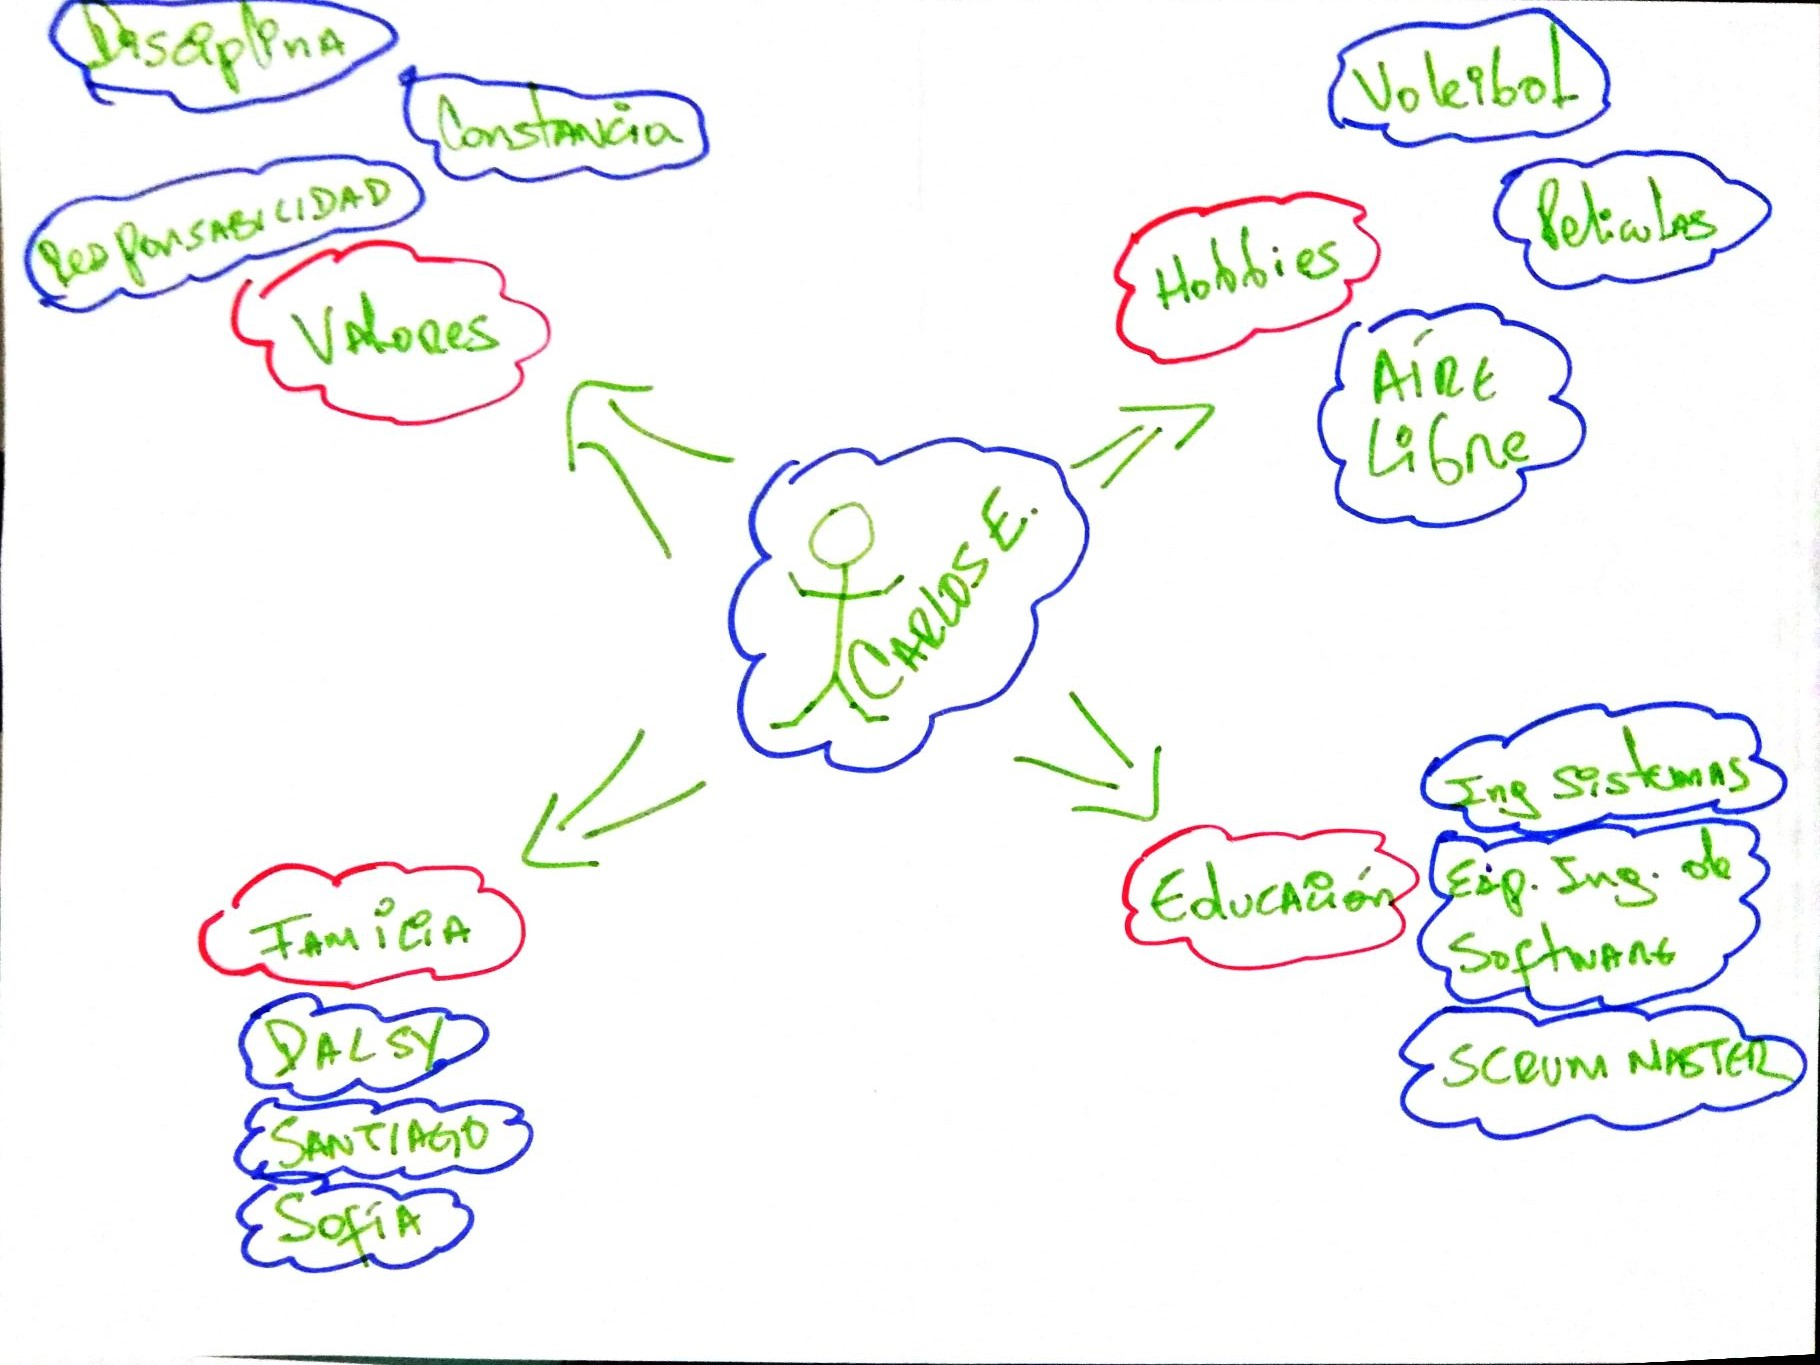 Disciplina
Constancia
Responsabilidad
Valores
Voleibol
Peliculas
Hobbies
Aire
Libre
Carlos E.
Familia
Dalsy
Santiago
Sofía
Educación
Ing Sistemas
Esp. Ing. de
Software
Scrum Master